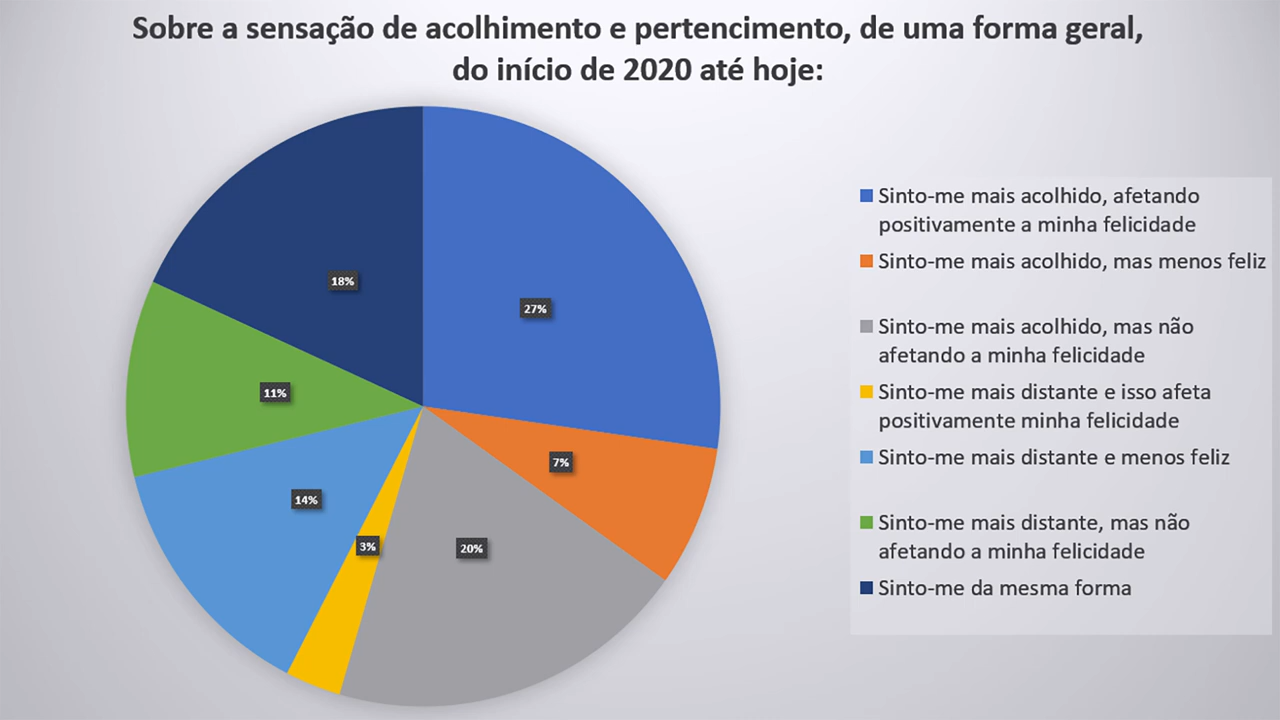 Sobre a sensação de acolhimento e pertencimento, de uma forma geral,
do início de 2020 até hoje:
18%
27%
11%
7%
14%
3%
20%
Sinto-me mais acolhido, afetando
positivamente a minha felicidade
Sinto-me mais acolhido, mas menos feliz
Sinto-me mais acolhido, mas não
afetando a minha felicidade
Sinto-me mais distante e isso afeta
positivamente minha felicidade
Sinto-me mais distante e menos feliz
Sinto-me mais distante, mas não
afetando a minha felicidade
Sinto-me da mesma forma